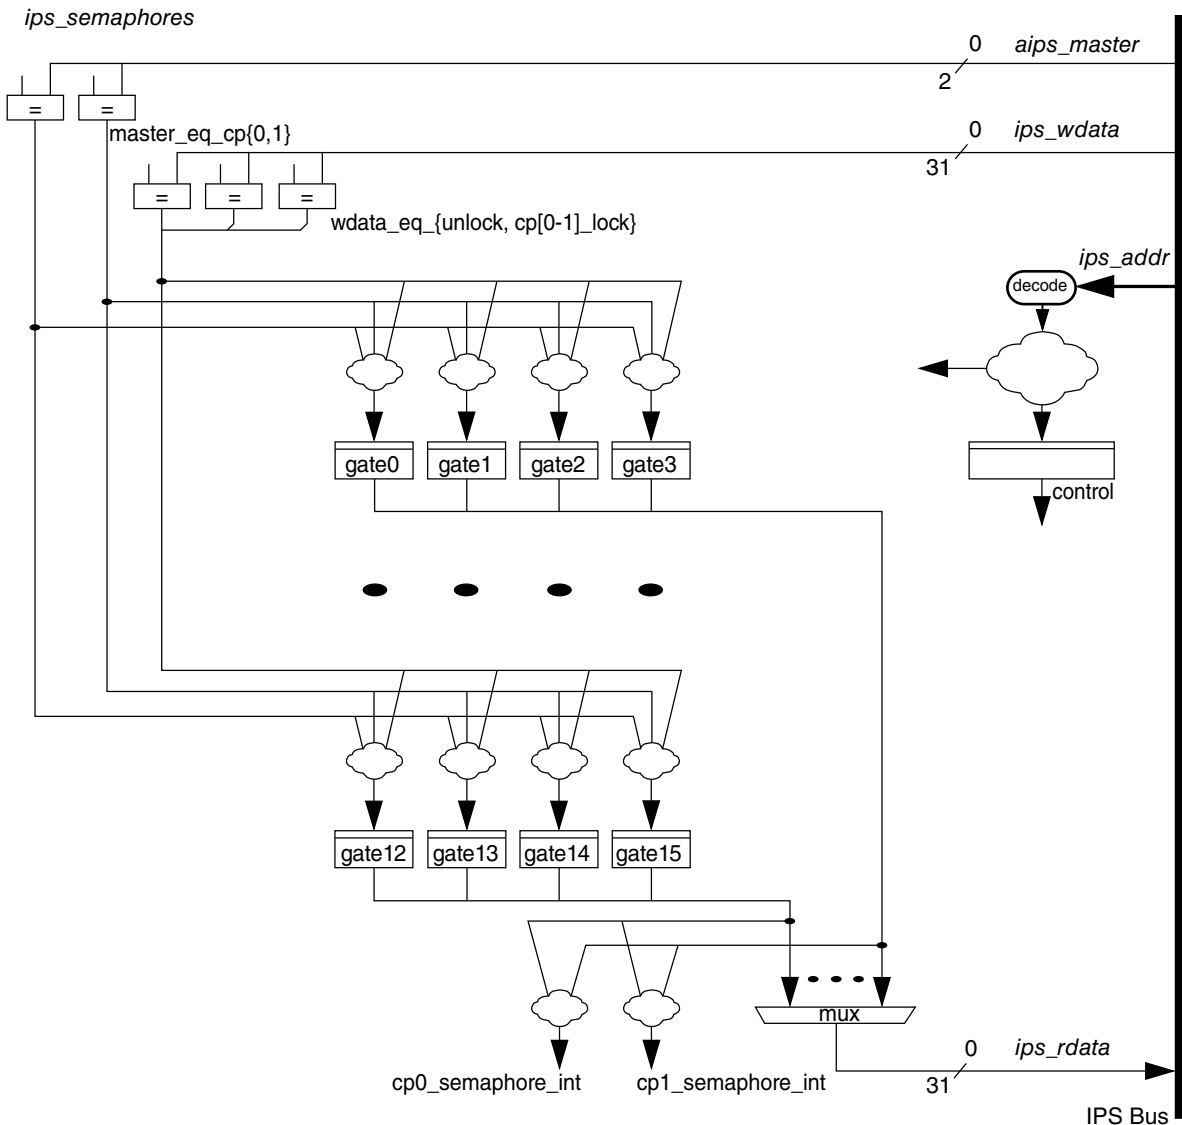 ips_semaphores
0 aips_master
2
= =
master_eq_cp{0,1}
0 ips_wdata
31
= = =
wdata_eq_{unlock, cp[0-1]_lock}
ips_addr
decode
gate0 gate1 gate2 gate3
control
gate12 gate13 gate14 gate15
mux
0 ips_rdata
31
cp0_semaphore_int cp1_semaphore_int
IPS Bus